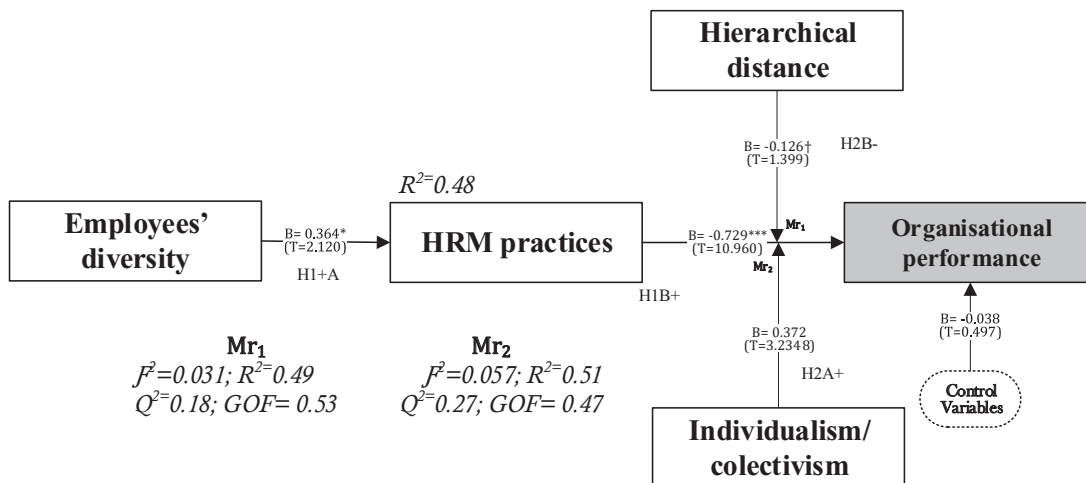 Hierarchical
distance
B= -0.126†
(T=1.399)
H2B-
R²=0.48
Employees'
diversity
B= 0.364*
(T=2.120)
H1+A
HRM practices
B= -0.729***
(T=10.960)
H1B+
Mr₁
Mr₂
Organisational
performance
B= 0.372
(T=3.2348)
H2A+
B= -0.038
(T=0.497)
Control
Variables
Individualism/
colectivism
Mr₁
F²=0.031; R²=0.49
Q²=0.18; GOF= 0.53
Mr₂
F²=0.057; R²=0.51
Q²=0.27; GOF= 0.47